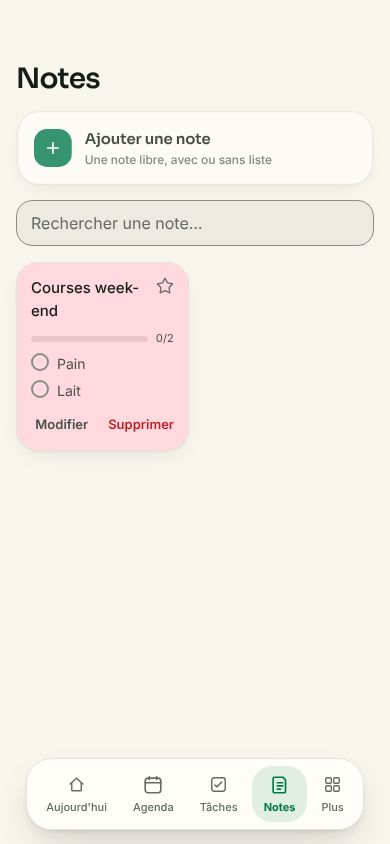 Notes
Ajouter une note
Une note libre, avec ou sans liste
Rechercher une note...
Courses week-
end
0/2
Pain
Lait
Modifier Supprimer
Aujourd'hui Agenda Tâches Notes Plus